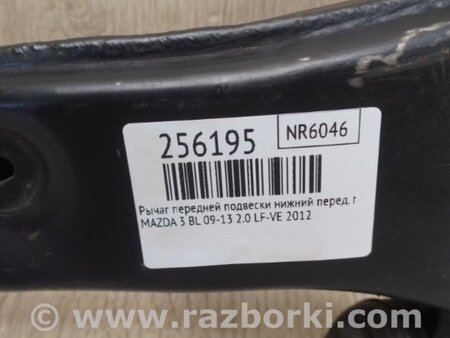 256195
NR6046
Рычаг передней подвески нижний перед. г
MAZDA 3 BL 09-13 2.0 LF-VE 2012
www.razborki.com